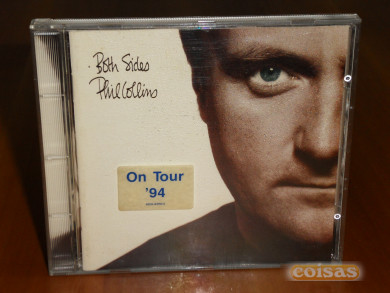 Both Sides
Phil Collins
On Tour
'94
coisas